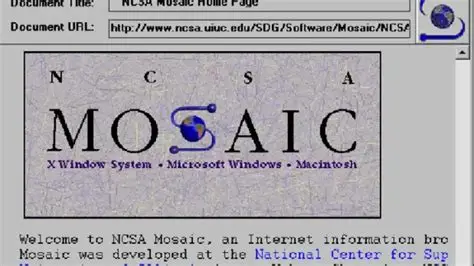 Document Title: NCSA Mosaic Home Page
Document URL: http://www.ncsa.uiuc.edu/SDG/Software/Mosaic/NCSA
N C S A
MOSAIC
X Window System • Microsoft Windows • Macintosh
Welcome to NCSA Mosaic, an Internet information bro
Mosaic was developed at the National Center for Sup